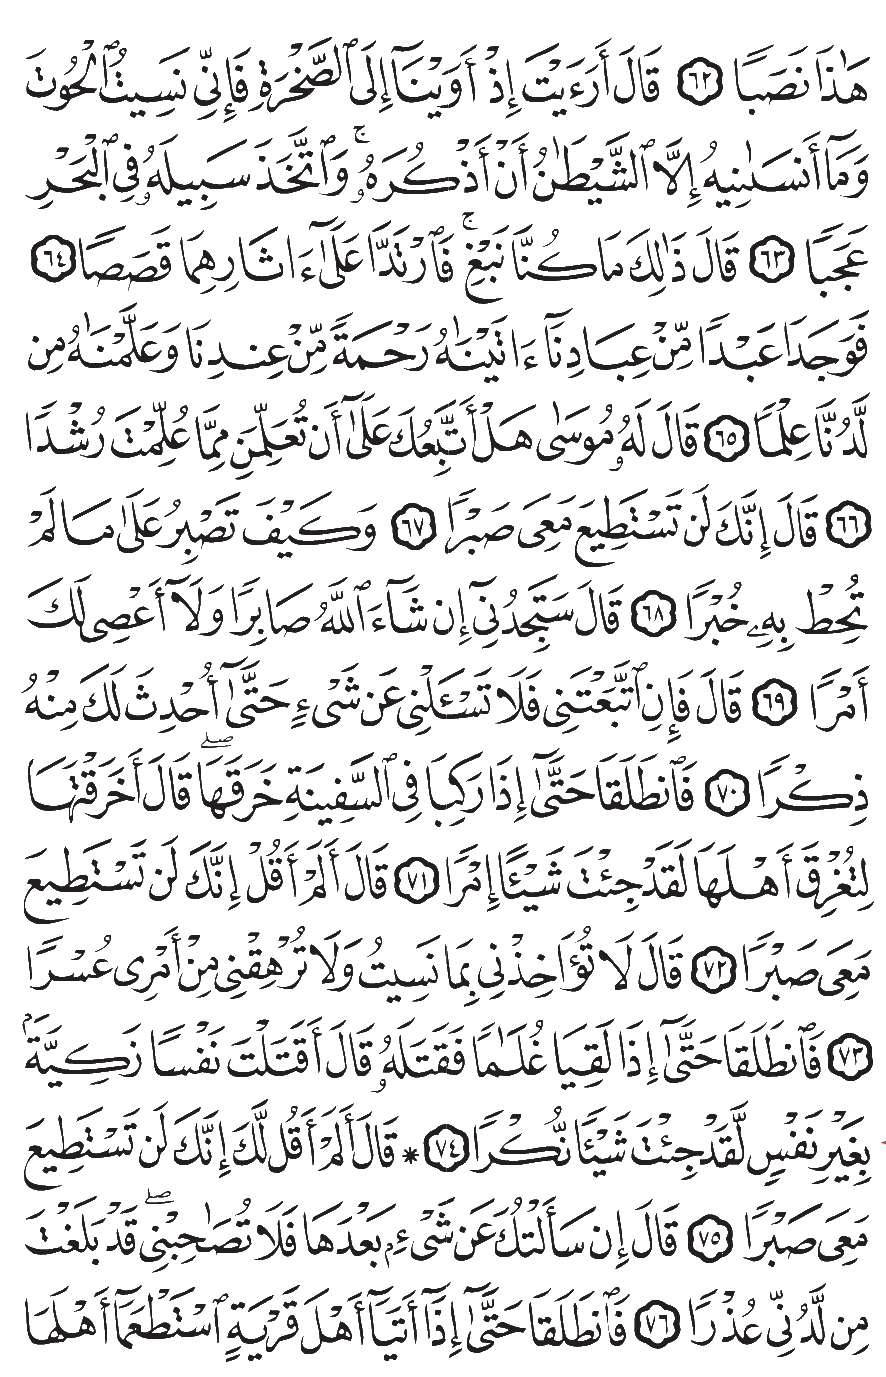 هَٰذَا نَصَبًا ٦٢ قَالَ أَرَءَيْتَ إِذْ أَوَيْنَآ إِلَى ٱلصَّخْرَةِ فَإِنِّي نَسِيتُ ٱلْحُوتَ
وَمَآ أَنسَىٰنِيهُ إِلَّا ٱلشَّيْطَٰنُ أَنْ أَذْكُرَهُۥۚ وَٱتَّخَذَ سَبِيلَهُۥ فِي ٱلْبَحْرِ
عَجَبًا ٦٣ قَالَ ذَٰلِكَ مَا كُنَّا نَبْغِۚ فَٱرْتَدَّا عَلَىٰٓ ءَاثَارِهِمَا قَصَصًا ٦٤
فَوَجَدَا عَبْدًا مِّنْ عِبَادِنَآ ءَاتَيْنَٰهُ رَحْمَةً مِّنْ عِندِنَا وَعَلَّمْنَٰهُ مِن
لَّدُنَّا عِلْمًا ٦٥ قَالَ لَهُۥ مُوسَىٰ هَلْ أَتَّبِعُكَ عَلَىٰٓ أَن تُعَلِّمَنِ مِمَّا عُلِّمْتَ رُشْدًا
٦٦ قَالَ إِنَّكَ لَن تَسْتَطِيعَ مَعِيَ صَبْرًا ٦٧ وَكَيْفَ تَصْبِرُ عَلَىٰ مَا لَمْ
تُحِطْ بِهِۦ خُبْرًا ٦٨ قَالَ سَتَجِدُنِيٓ إِن شَآءَ ٱللَّهُ صَابِرًا وَلَآ أَعْصِي لَكَ
أَمْرًا ٦٩ قَالَ فَإِنِ ٱتَّبَعْتَنِي فَلَا تَسْـَٔلْنِي عَن شَيْءٍ حَتَّىٰٓ أُحْدِثَ لَكَ مِنْهُ
ذِكْرًا ٧٠ فَٱنطَلَقَا حَتَّىٰٓ إِذَا رَكِبَا فِي ٱلسَّفِينَةِ خَرَقَهَاۖ قَالَ أَخَرَقْتَهَا
لِتُغْرِقَ أَهْلَهَا لَقَدْ جِئْتَ شَيْـًٔا إِمْرًا ٧١ قَالَ أَلَمْ أَقُلْ إِنَّكَ لَن تَسْتَطِيعَ
مَعِيَ صَبْرًا ٧٢ قَالَ لَا تُؤَاخِذْنِي بِمَا نَسِيتُ وَلَا تُرْهِقْنِي مِنْ أَمْرِي عُسْرًا
٧٣ فَٱنطَلَقَا حَتَّىٰٓ إِذَا لَقِيَا غُلَٰمًا فَقَتَلَهُۥ قَالَ أَقَتَلْتَ نَفْسًا زَكِيَّةًۢ
بِغَيْرِ نَفْسٍ لَّقَدْ جِئْتَ شَيْـًٔا نُّكْرًا ٧٤ * قَالَ أَلَمْ أَقُل لَّكَ إِنَّكَ لَن تَسْتَطِيعَ
مَعِيَ صَبْرًا ٧٥ قَالَ إِن سَأَلْتُكَ عَن شَيْءٍۭ بَعْدَهَا فَلَا تُصَٰحِبْنِيۖ قَدْ بَلَغْتَ
مِن لَّدُنِّي عُذْرًا ٧٦ فَٱنطَلَقَا حَتَّىٰٓ إِذَآ أَتَيَآ أَهْلَ قَرْيَةٍ ٱسْتَطْعَمَآ أَهْلَهَا